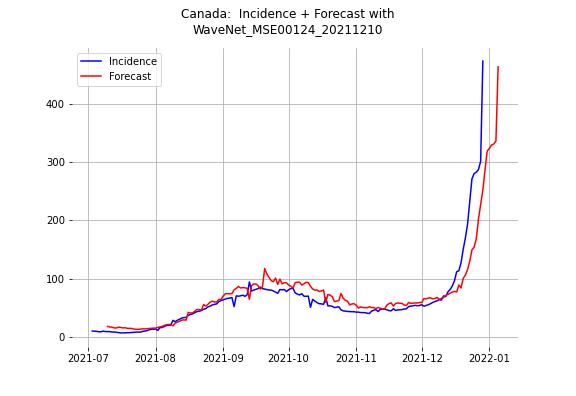 Canada:  Incidence + Forecast with
WaveNet_MSE00124_20211210
Incidence
Forecast
400
300
200
100
0
2021-07 2021-08 2021-09 2021-10 2021-11 2021-12 2022-01